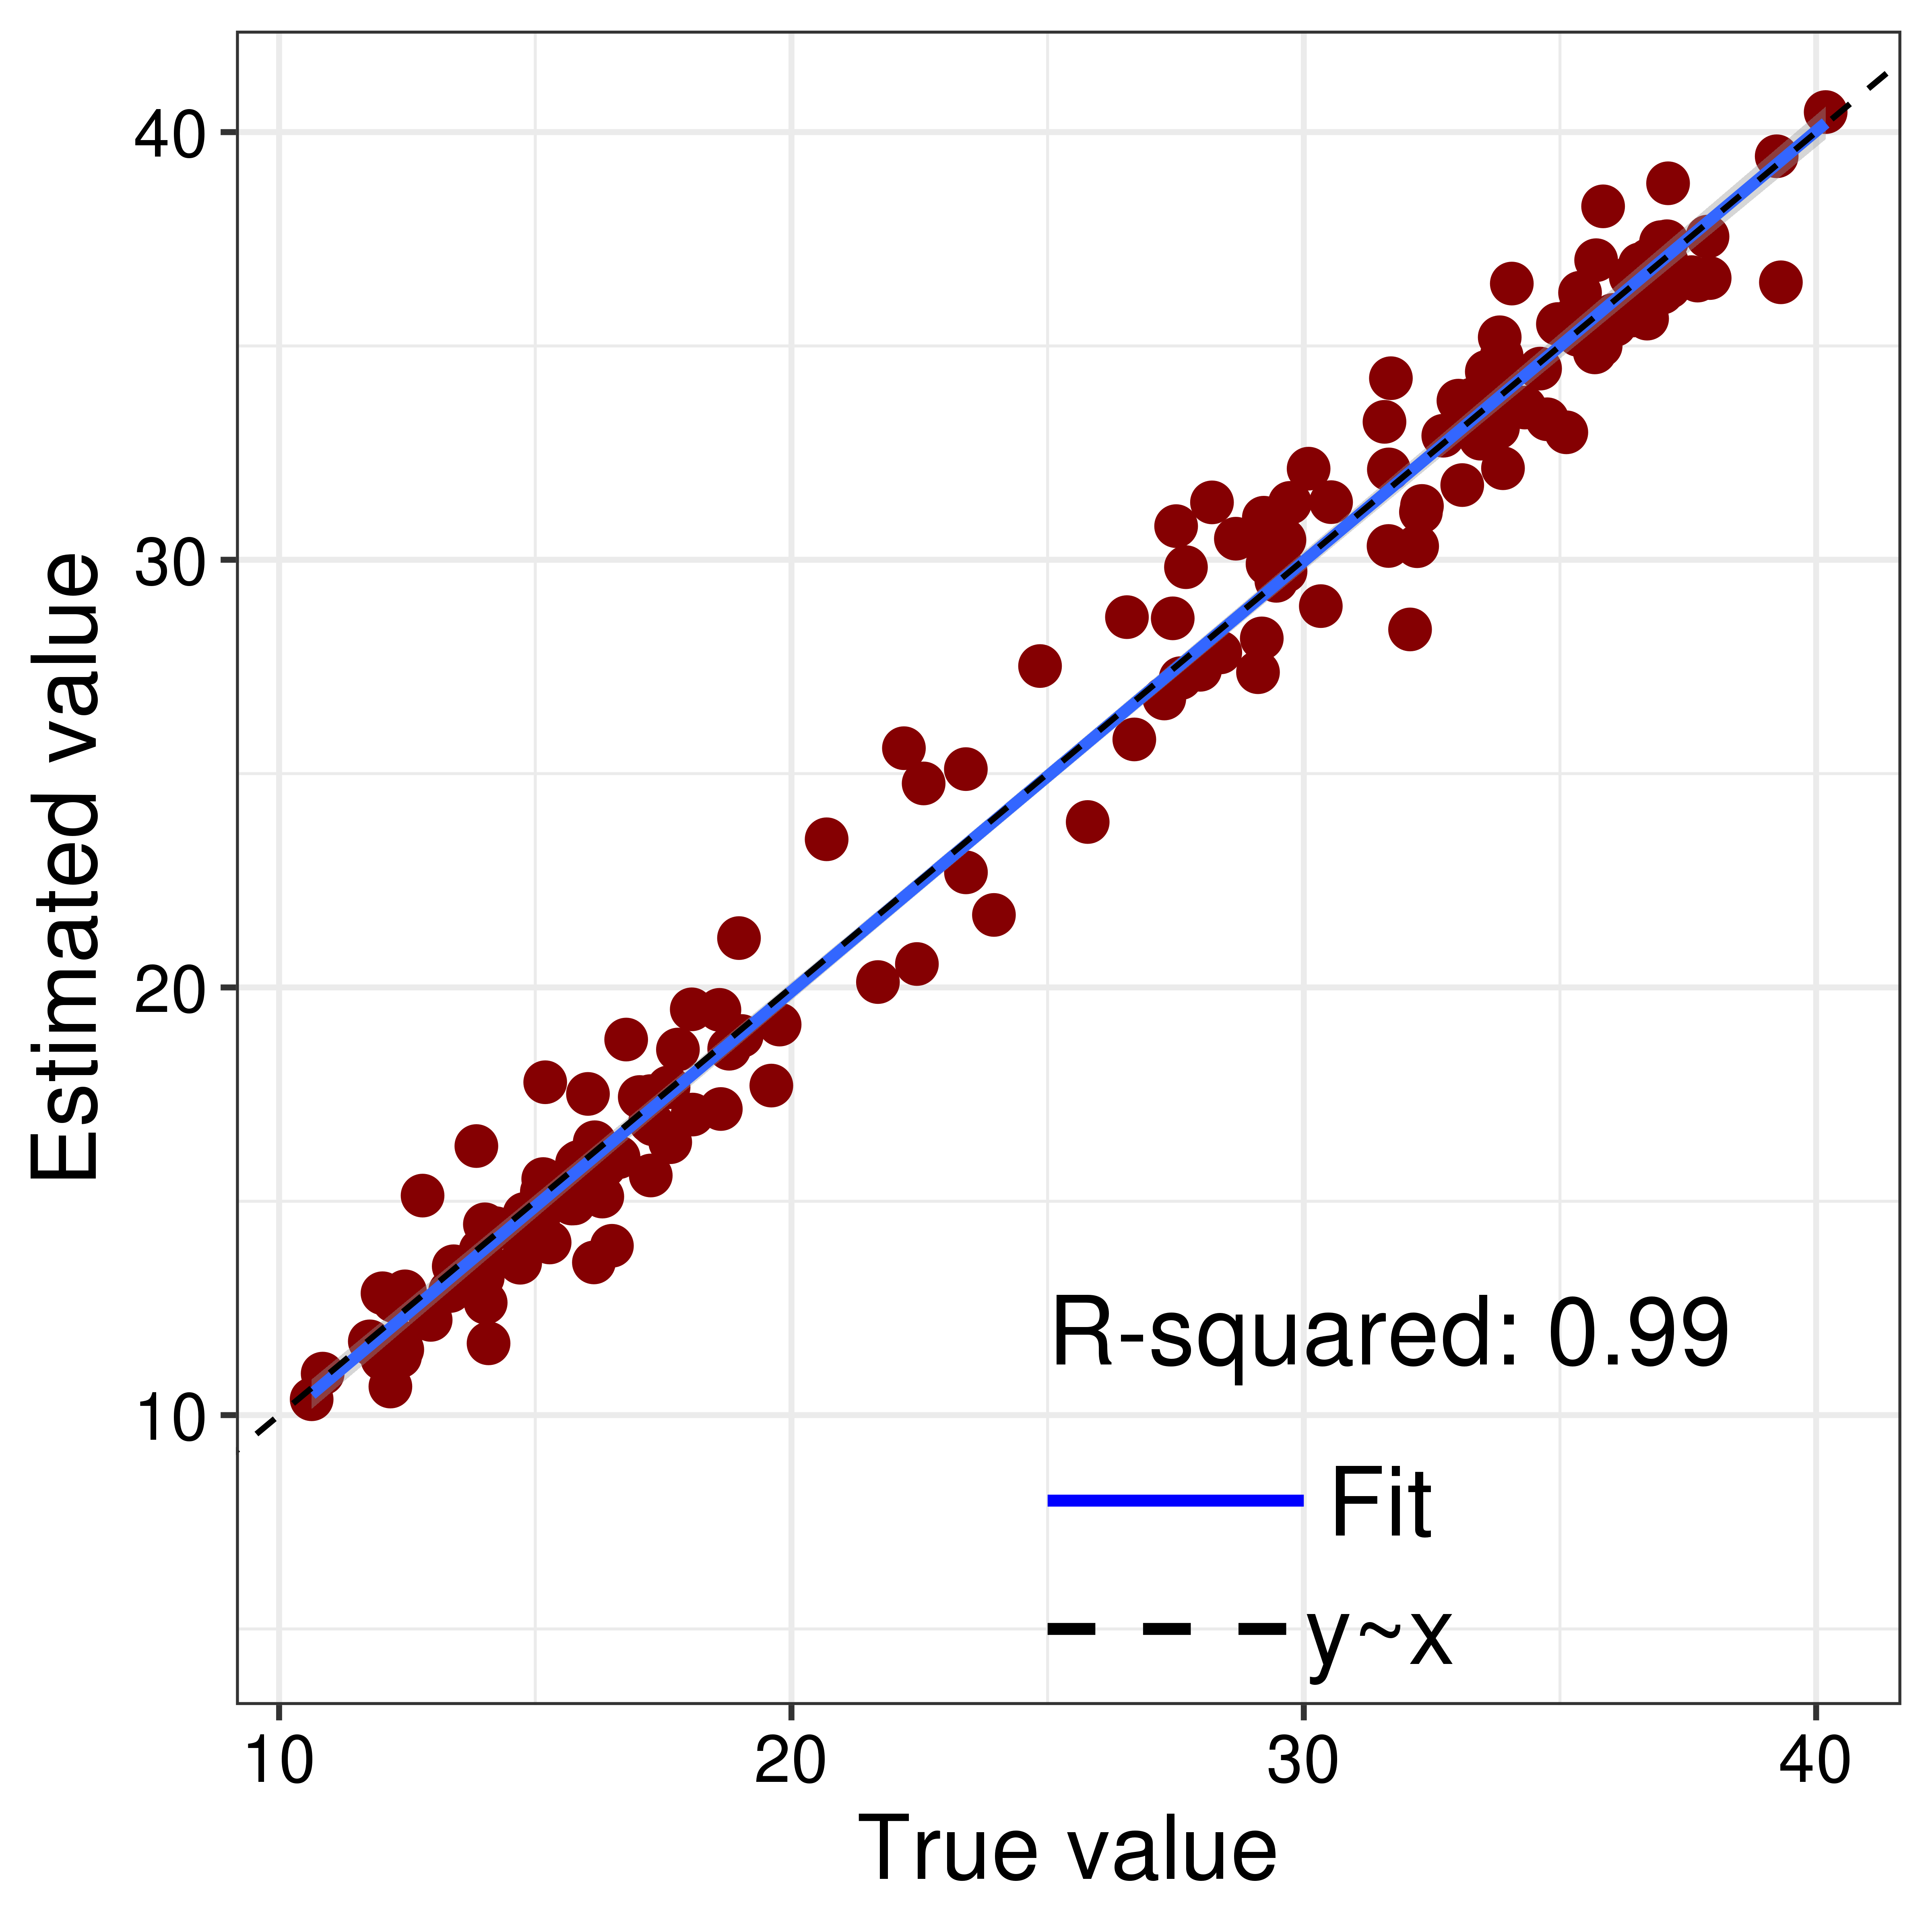 40
30
20
10
Estimated value
R-squared: 0.99
Fit
y~x
10 20 30 40
True value